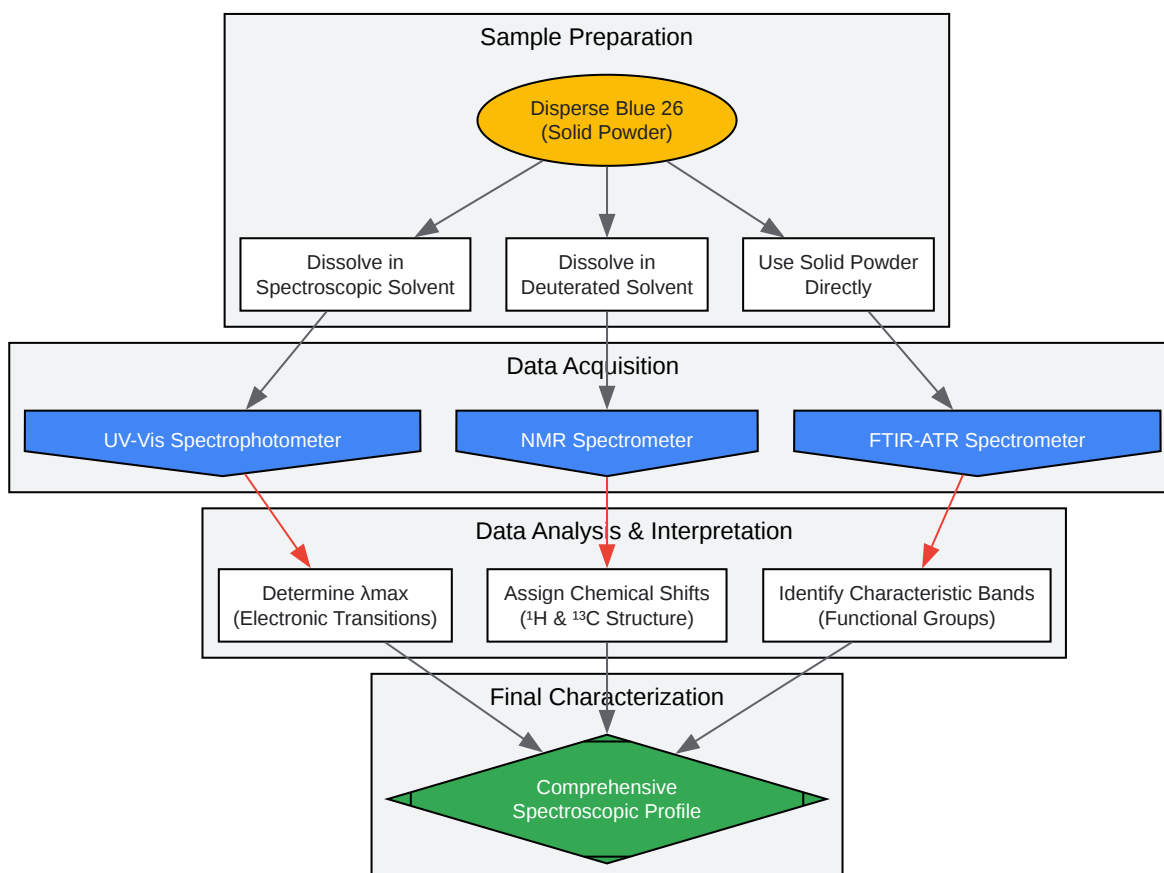 Sample Preparation
Disperse Blue 26
(Solid Powder)
Dissolve in
Spectroscopic Solvent
Dissolve in
Deuterated Solvent
Use Solid Powder
Directly
Data Acquisition
UV-Vis Spectrophotometer
NMR Spectrometer
FTIR-ATR Spectrometer
Data Analysis & Interpretation
Determine λmax
(Electronic Transitions)
Assign Chemical Shifts
(¹H & ¹³C Structure)
Identify Characteristic Bands
(Functional Groups)
Final Characterization
Comprehensive
Spectroscopic Profile